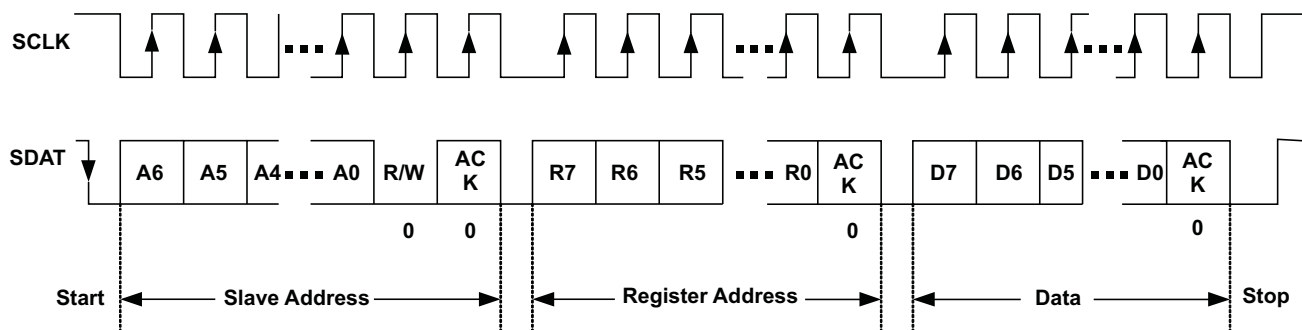 SCLK
SDAT
A6 A5 A4 A0 R/W AC K R7 R6 R5 R0 AC K D7 D6 D5 D0 AC K
0 0 0 0
Start Slave Address Register Address Data Stop